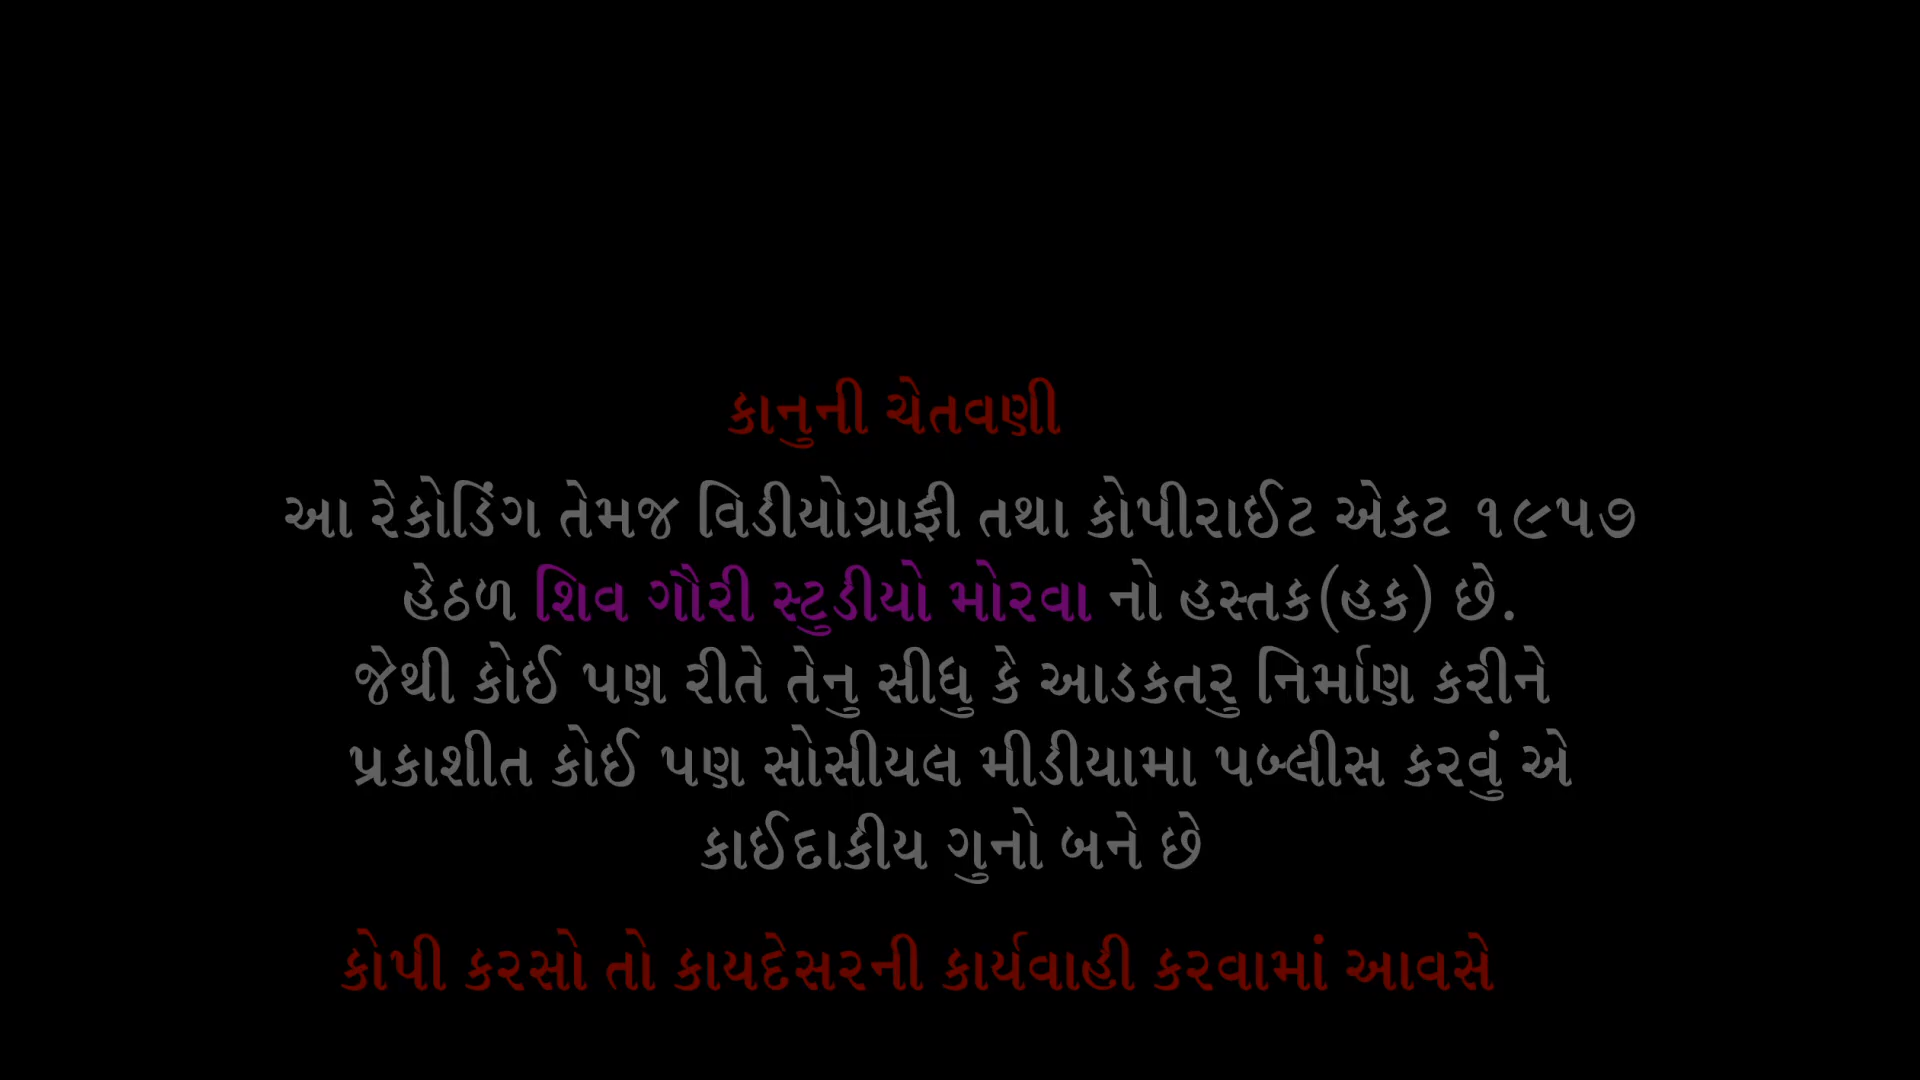 કાનુની ચેતવણી
આ રેકોડિંગ તેમજ વિડીયોગ્રાફી તથા કોપીરાઈટ એકટ ૧૯૫૭
હેઠળ શિવ ગૌરી સ્ટુડીયો મોરવા નો હસ્તક(હક) છે.
જેથી કોઈ પણ રીતે તેનુ સીધુ કે આડકતરુ નિર્માણ કરીને
પ્રકાશીત કોઈ પણ સોસીયલ મીડીયામા પબ્લીસ કરવું એ
કાઈદાકીય ગુનો બને છે
કોપી કરસો તો કાયદેસરની કાર્યવાહી કરવામાં આવસે